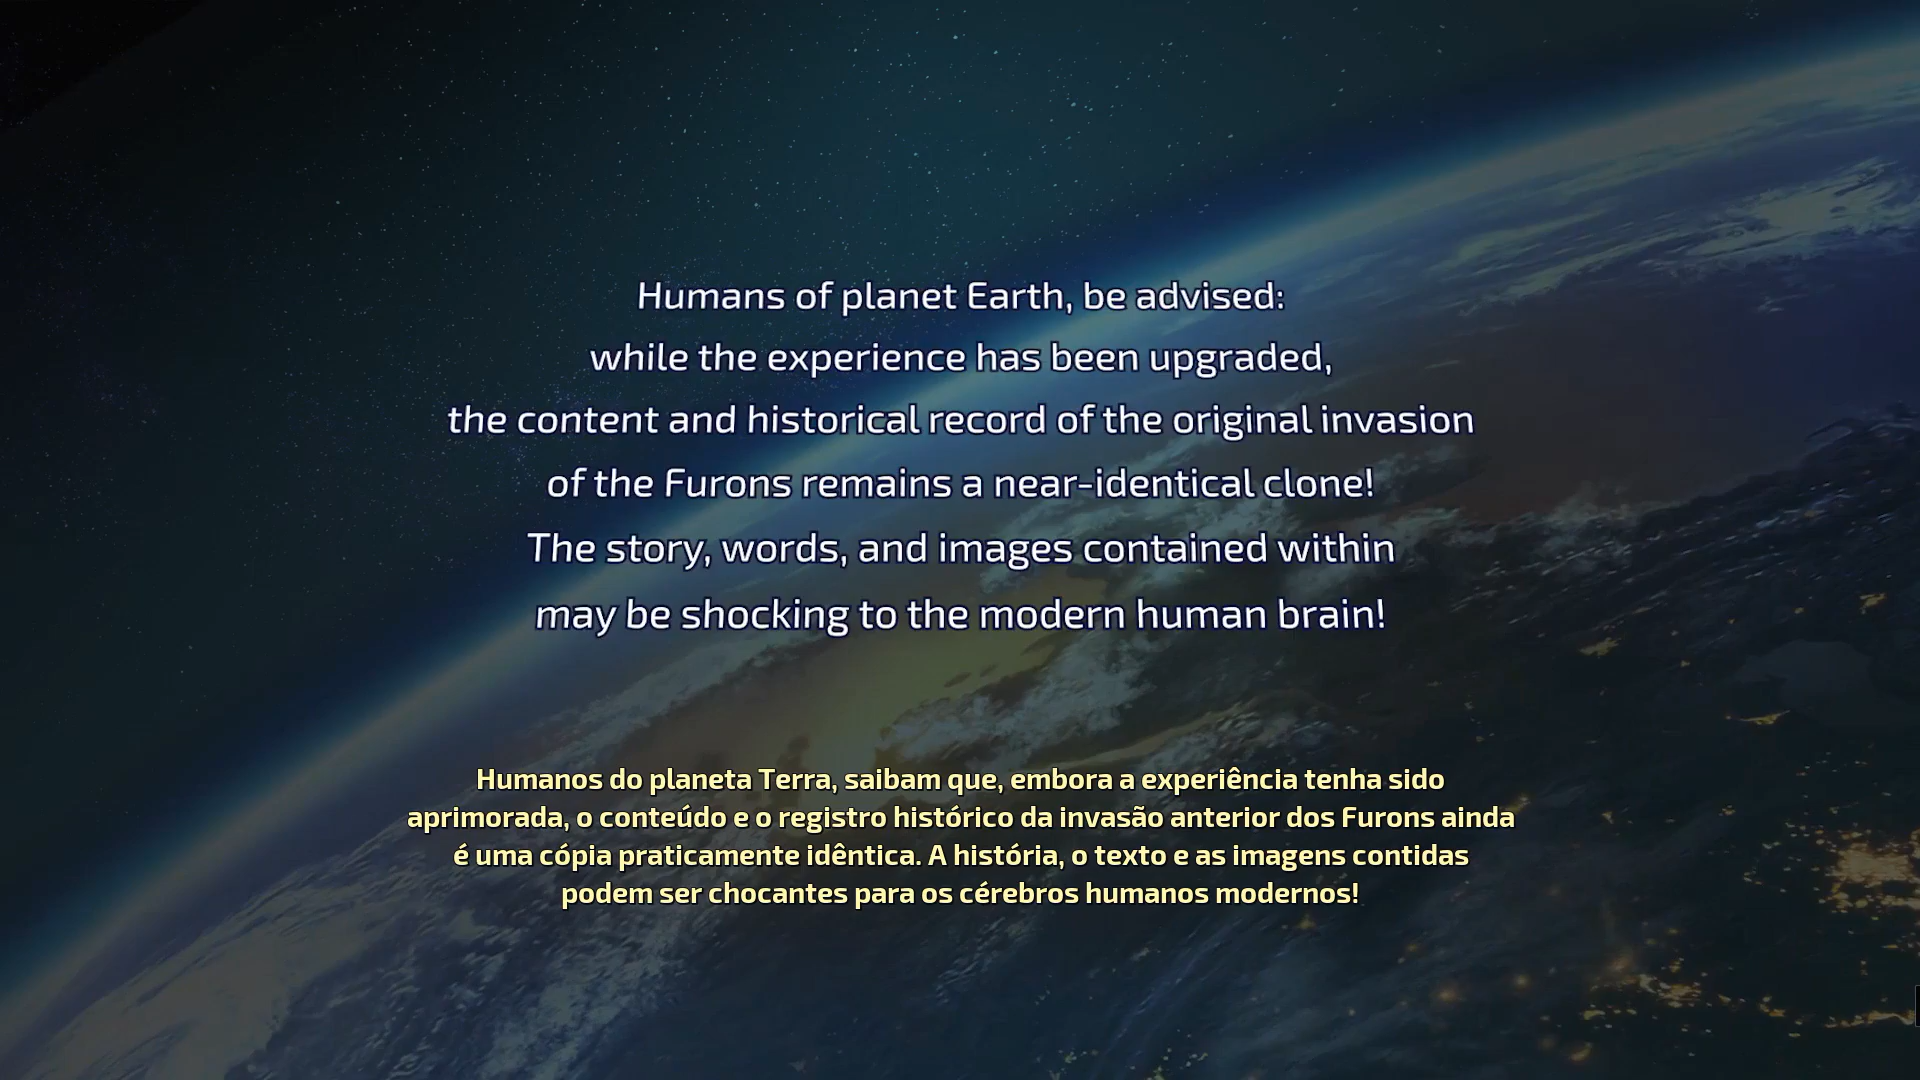 Humans of planet Earth, be advised:
while the experience has been upgraded,
the content and historical record of the original invasion
of the Furons remains a near-identical clone!
The story, words, and images contained within
may be shocking to the modern human brain!
Humanos do planeta Terra, saibam que, embora a experiência tenha sido
aprimorada, o conteúdo e o registro histórico da invasão anterior dos Furons ainda
é uma cópia praticamente idêntica. A história, o texto e as imagens contidas
podem ser chocantes para os cérebros humanos modernos!